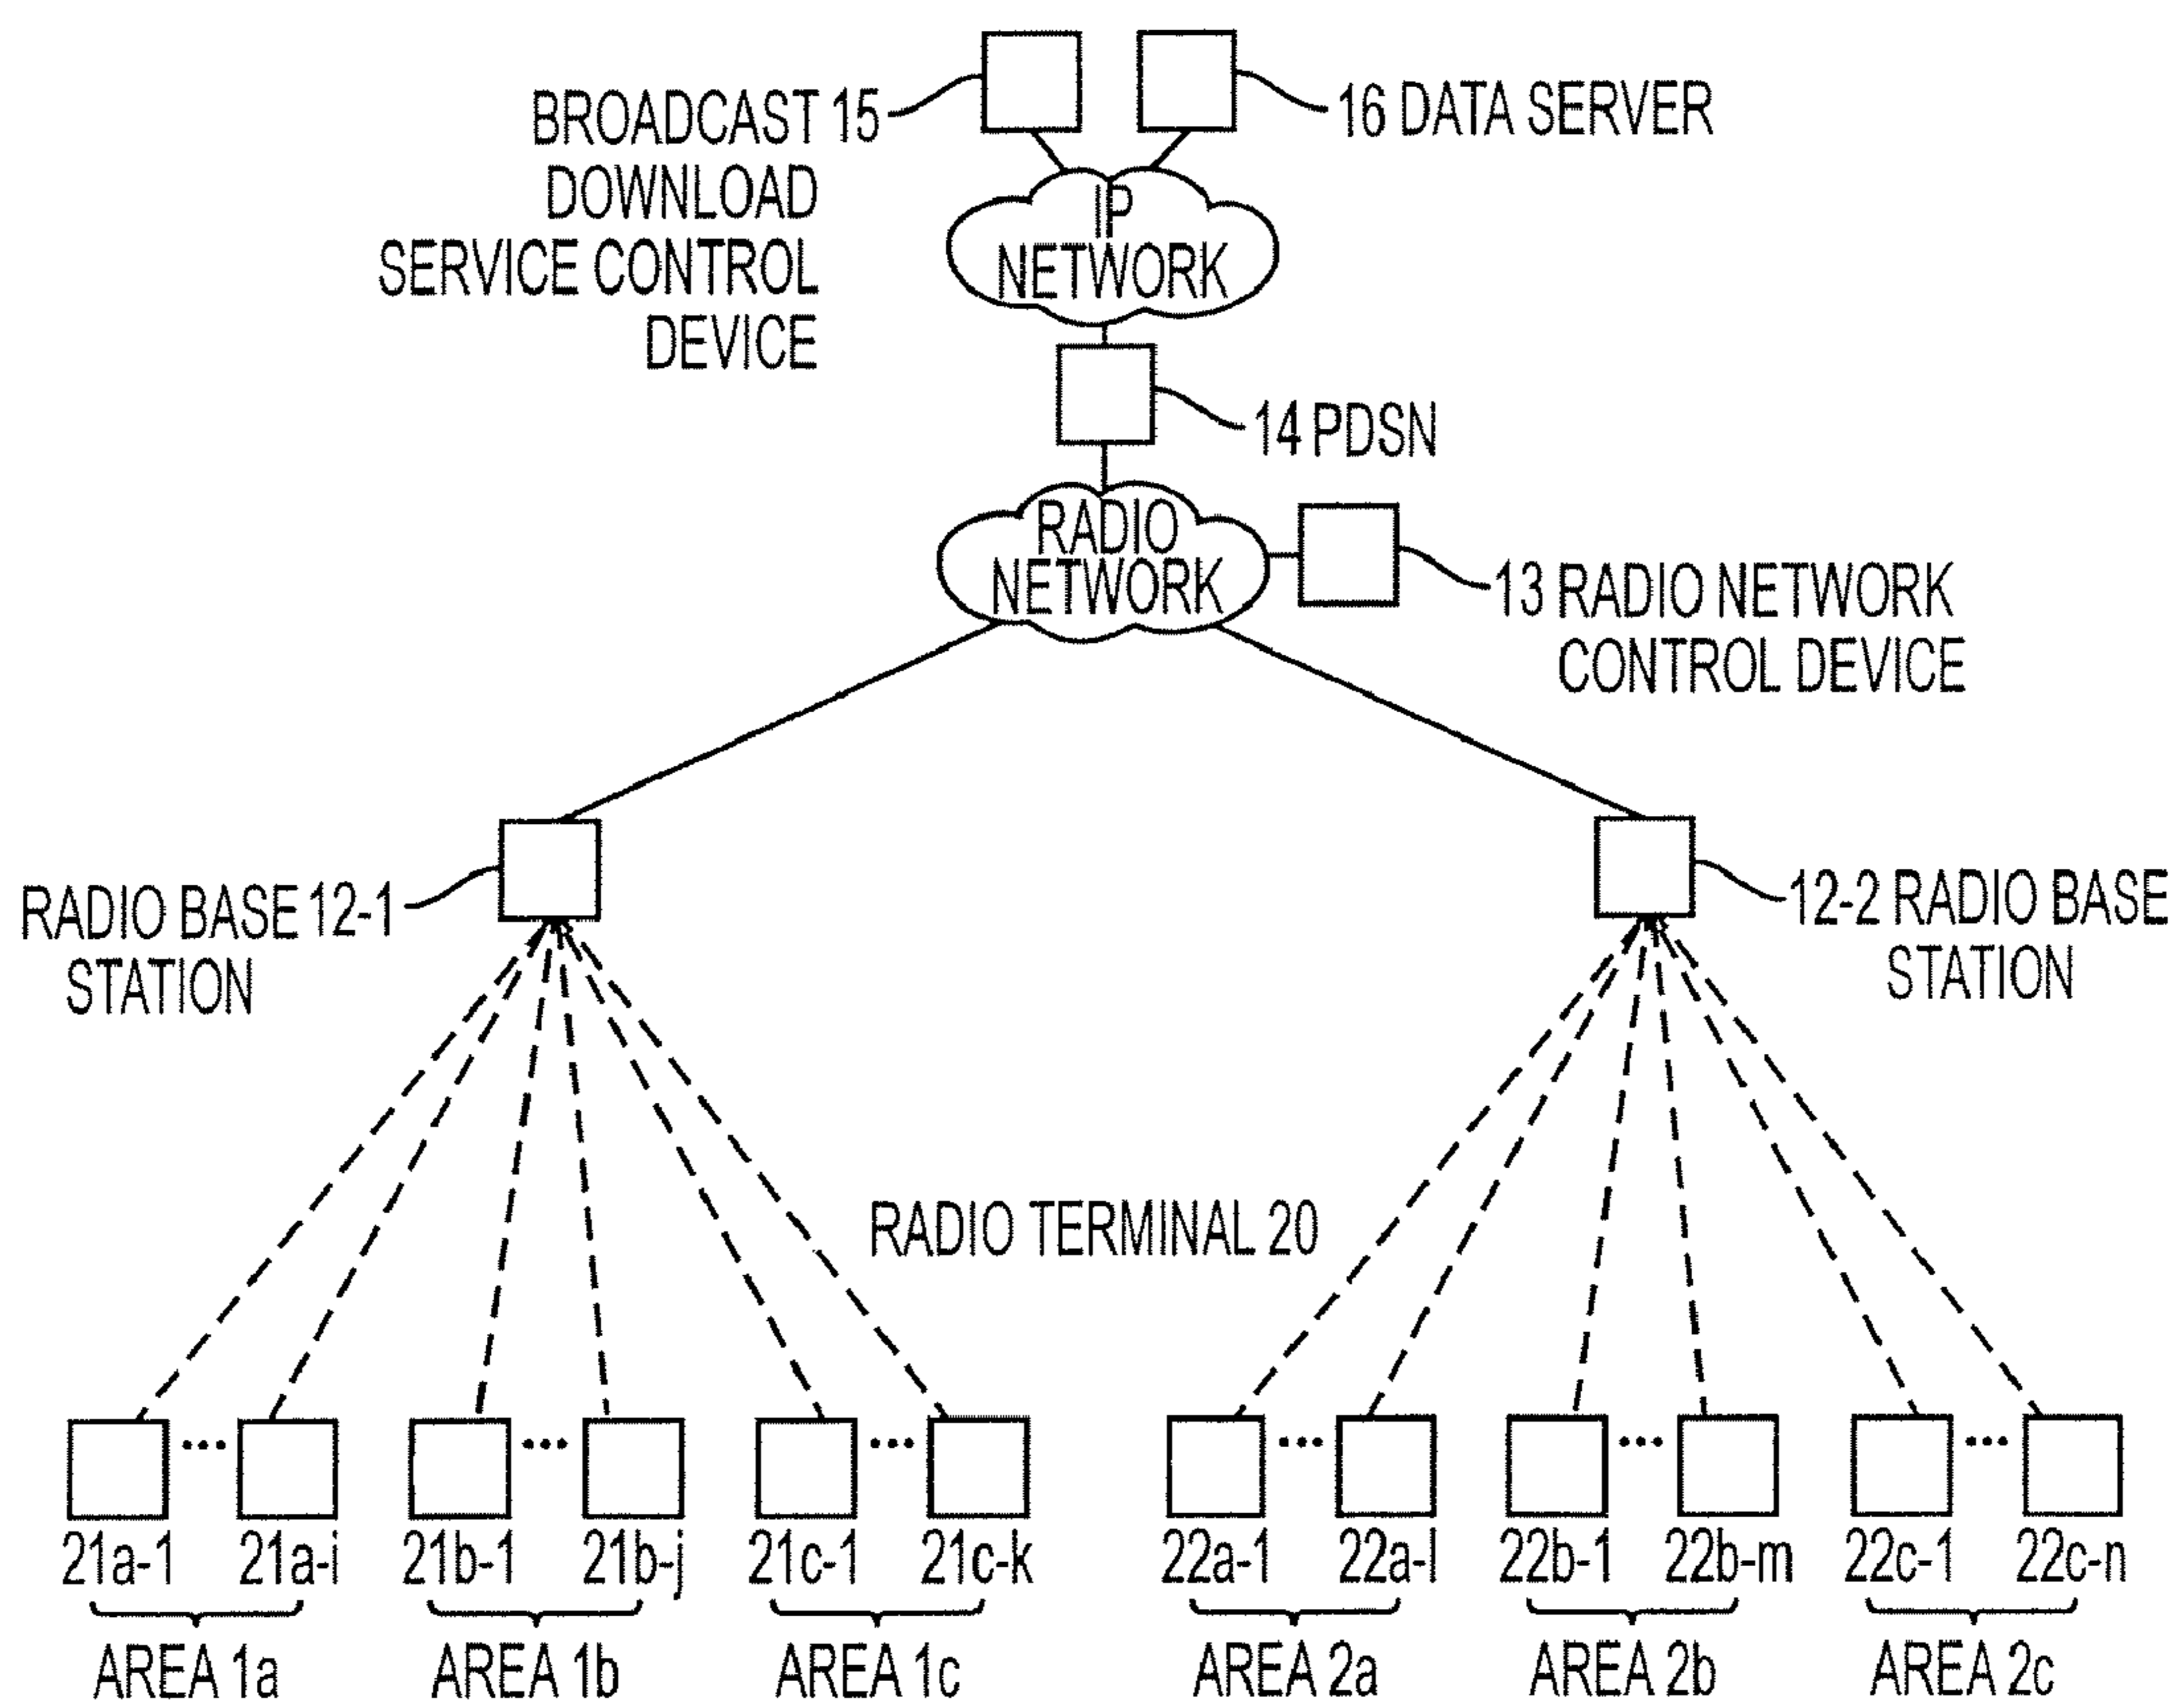 BROADCAST 15
DOWNLOAD
SERVICE CONTROL
DEVICE
16 DATA SERVER
IP
NETWORK
14 PDSN
RADIO
NETWORK
13 RADIO NETWORK
CONTROL DEVICE
RADIO BASE 12-1
STATION
12-2 RADIO BASE
STATION
RADIO TERMINAL 20
21a-1 21a-i 21b-1 21b-j 21c-1 21c-k 22a-1 22a-l 22b-1 22b-m 22c-1 22c-n
AREA 1a AREA 1b AREA 1c AREA 2a AREA 2b AREA 2c